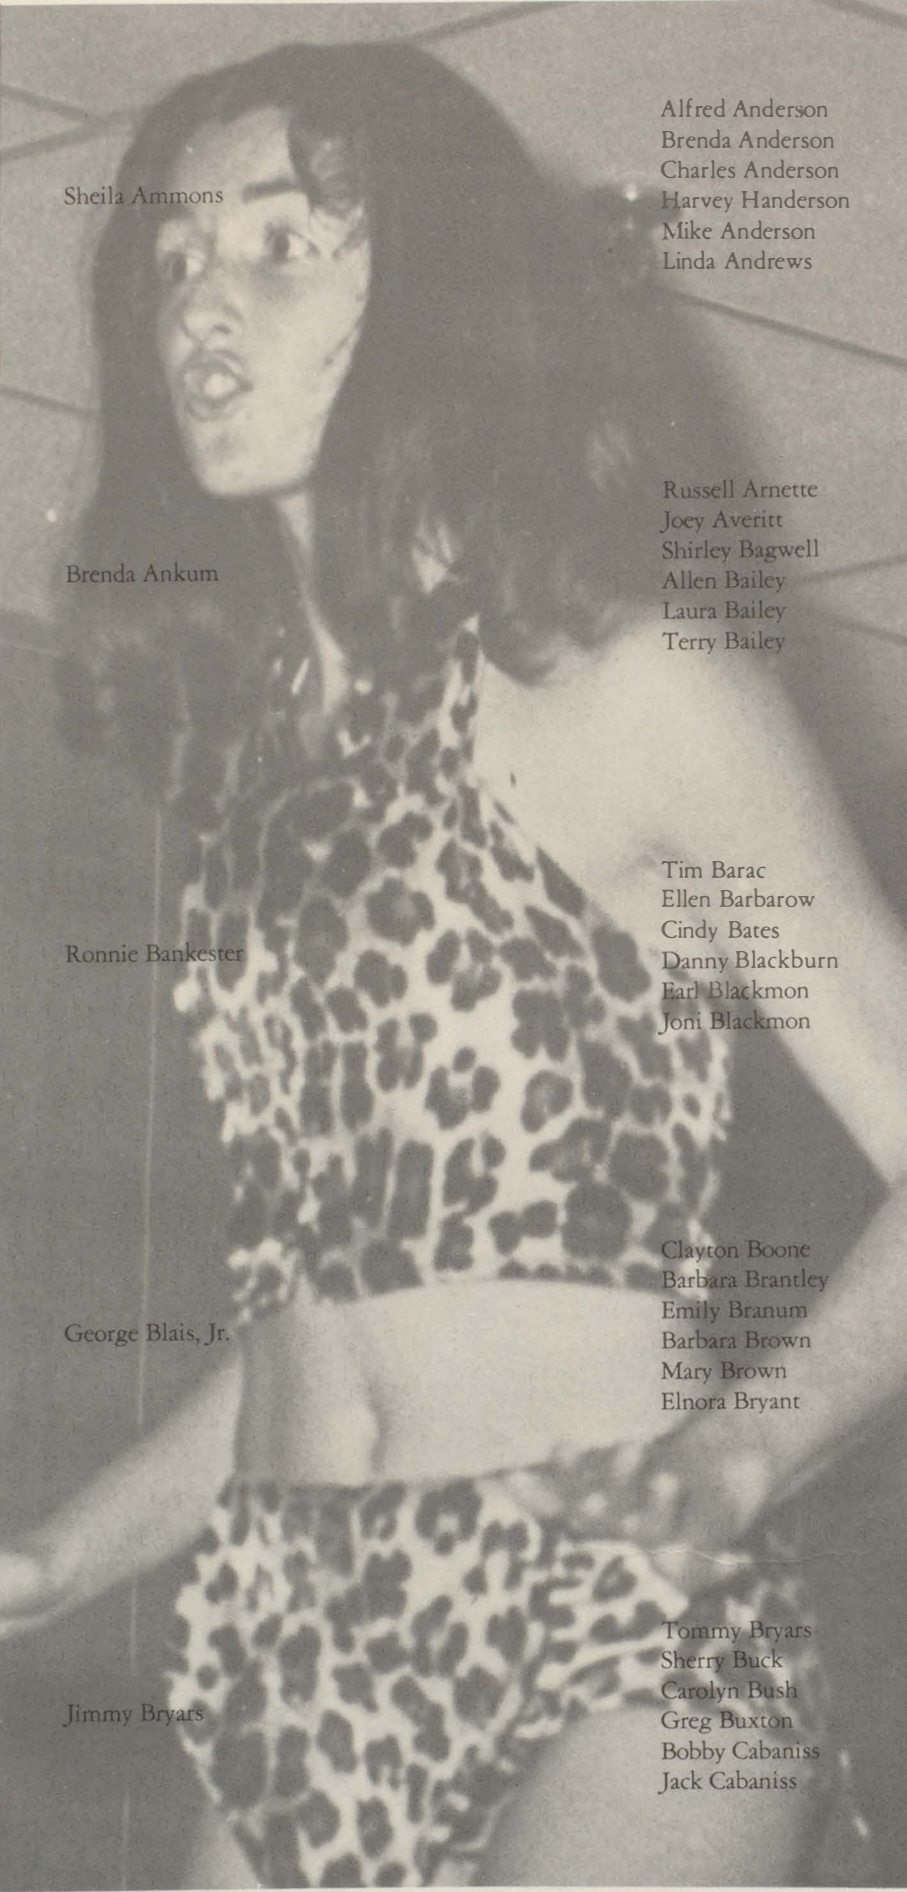 Sheila Ammons
Alfred Anderson
Brenda Anderson
Charles Anderson
Harvey Handerson
Mike Anderson
Linda Andrews
Brenda Ankum
Russell Arnette
Joey Averitt
Shirley Bagwell
Allen Bailey
Laura Bailey
Terry Bailey
Ronnie Bankester
Tim Barac
Ellen Barbarow
Cindy Bates
Danny Blackburn
Earl Blackmon
Joni Blackmon
George Blais, Jr.
Clayton Boone
Barbara Brantley
Emily Branum
Barbara Brown
Mary Brown
Elnora Bryant
Jimmy Bryars
Tommy Bryars
Sherry Buck
Carolyn Bush
Greg Buxton
Bobby Cabaniss
Jack Cabaniss